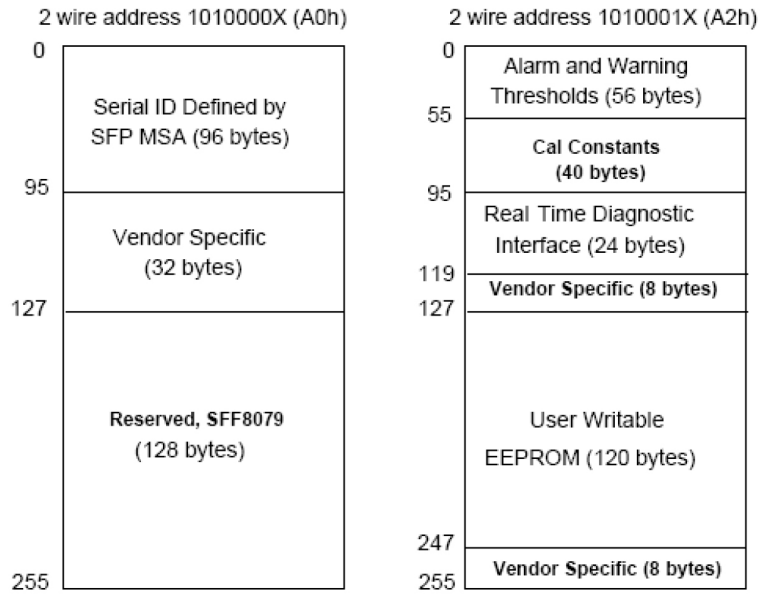 2 wire address 1010000X (A0h)
0
Serial ID Defined by
SFP MSA (96 bytes)
95
Vendor Specific
(32 bytes)
127
Reserved, SFF8079
(128 bytes)
255
2 wire address 1010001X (A2h)
0
Alarm and Warning
Thresholds (56 bytes)
55
Cal Constants
(40 bytes)
95
Real Time Diagnostic
Interface (24 bytes)
119
Vendor Specific (8 bytes)
127
User Writable
EEPROM (120 bytes)
247
Vendor Specific (8 bytes)
255